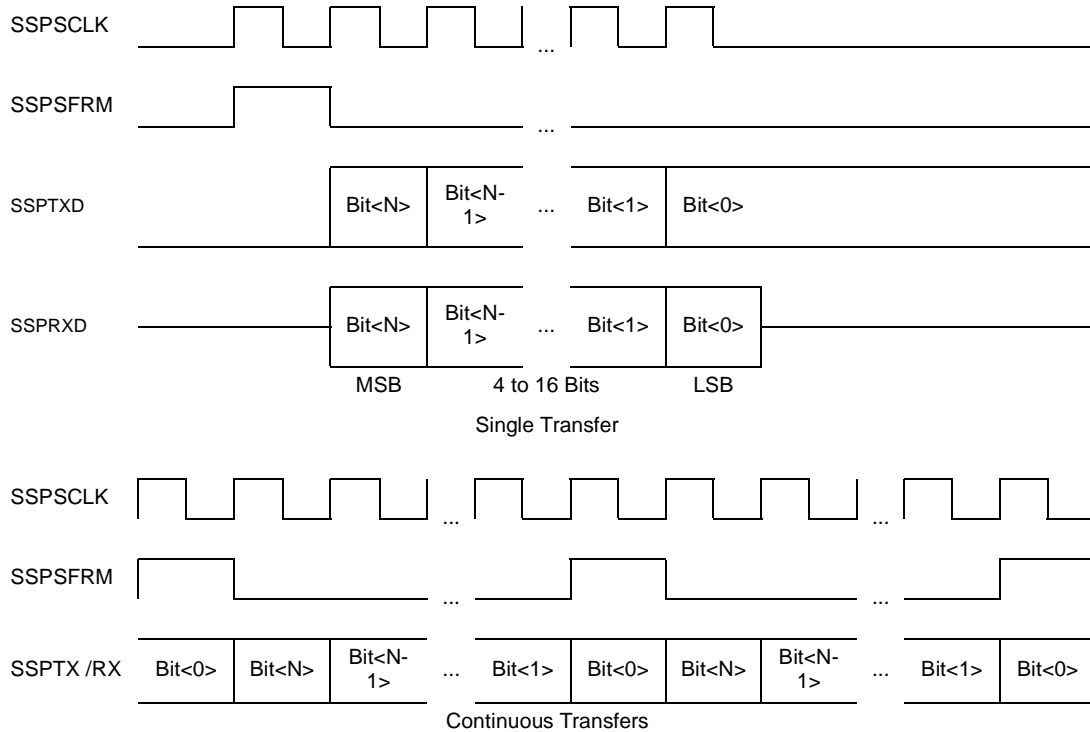 SSPSCLK
...
SSPSFRM
...
SSPTXD Bit<N> Bit<N-
1> ... Bit<1> Bit<0>
SSPRXD Bit<N> Bit<N-
1> ... Bit<1> Bit<0>
MSB 4 to 16 Bits LSB
Single Transfer
SSPSCLK
... ...
SSPSFRM
... ...
SSPTX /RX Bit<0> Bit<N> Bit<N-
1> ... Bit<1> Bit<0> Bit<N> Bit<N-
1> ... Bit<1> Bit<0>
Continuous Transfers